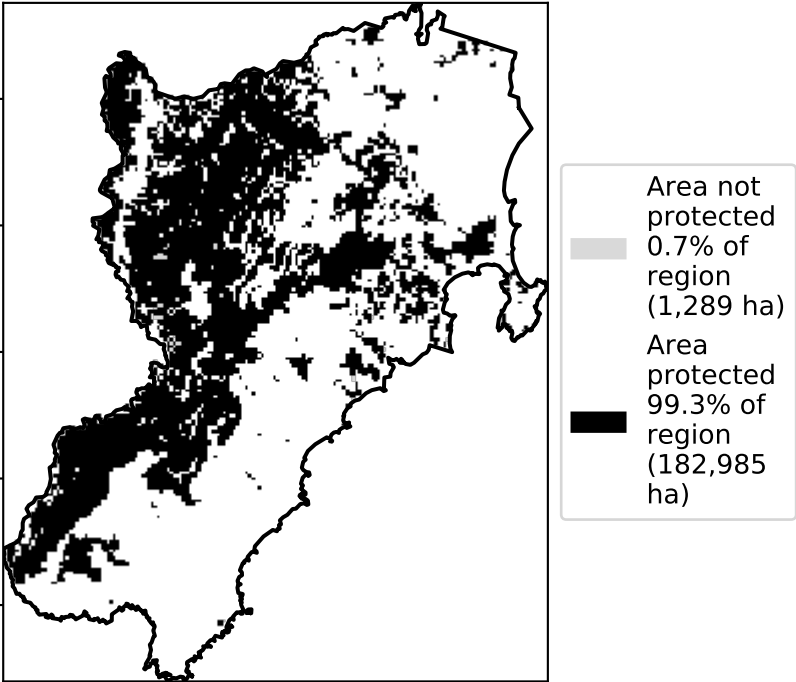 Area not
protected
0.7% of
region
(1,289 ha)
Area
protected
99.3% of
region
(182,985
ha)